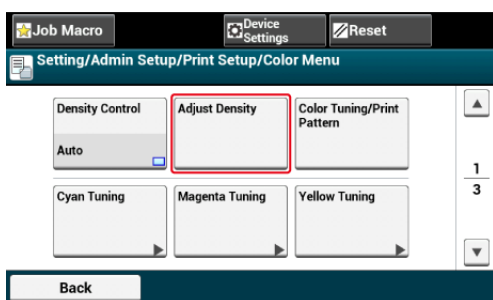 Job Macro
Device
Settings
Reset
Setting/Admin Setup/Print Setup/Color Menu
Density Control
Auto
Adjust Density
Color Tuning/Print
Pattern
1
3
Cyan Tuning
Magenta Tuning
Yellow Tuning
Back